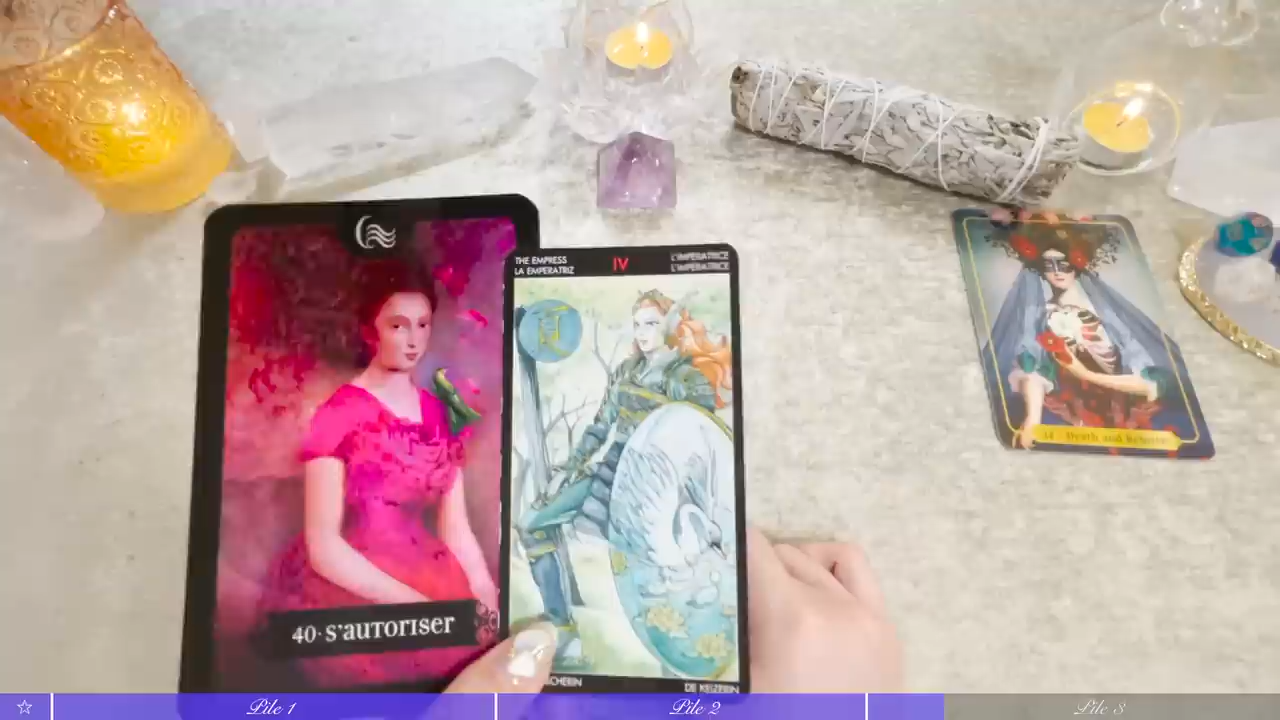 THE EMPRESS
LA EMPERATRIZ
IV
L'IMPERATRICE
L'IMPÉRATRICE
40·s'autoriser
14 - Death and Rebirth
DE KEIZERIN
☆
Pile 1
Pile 2
Pile 3